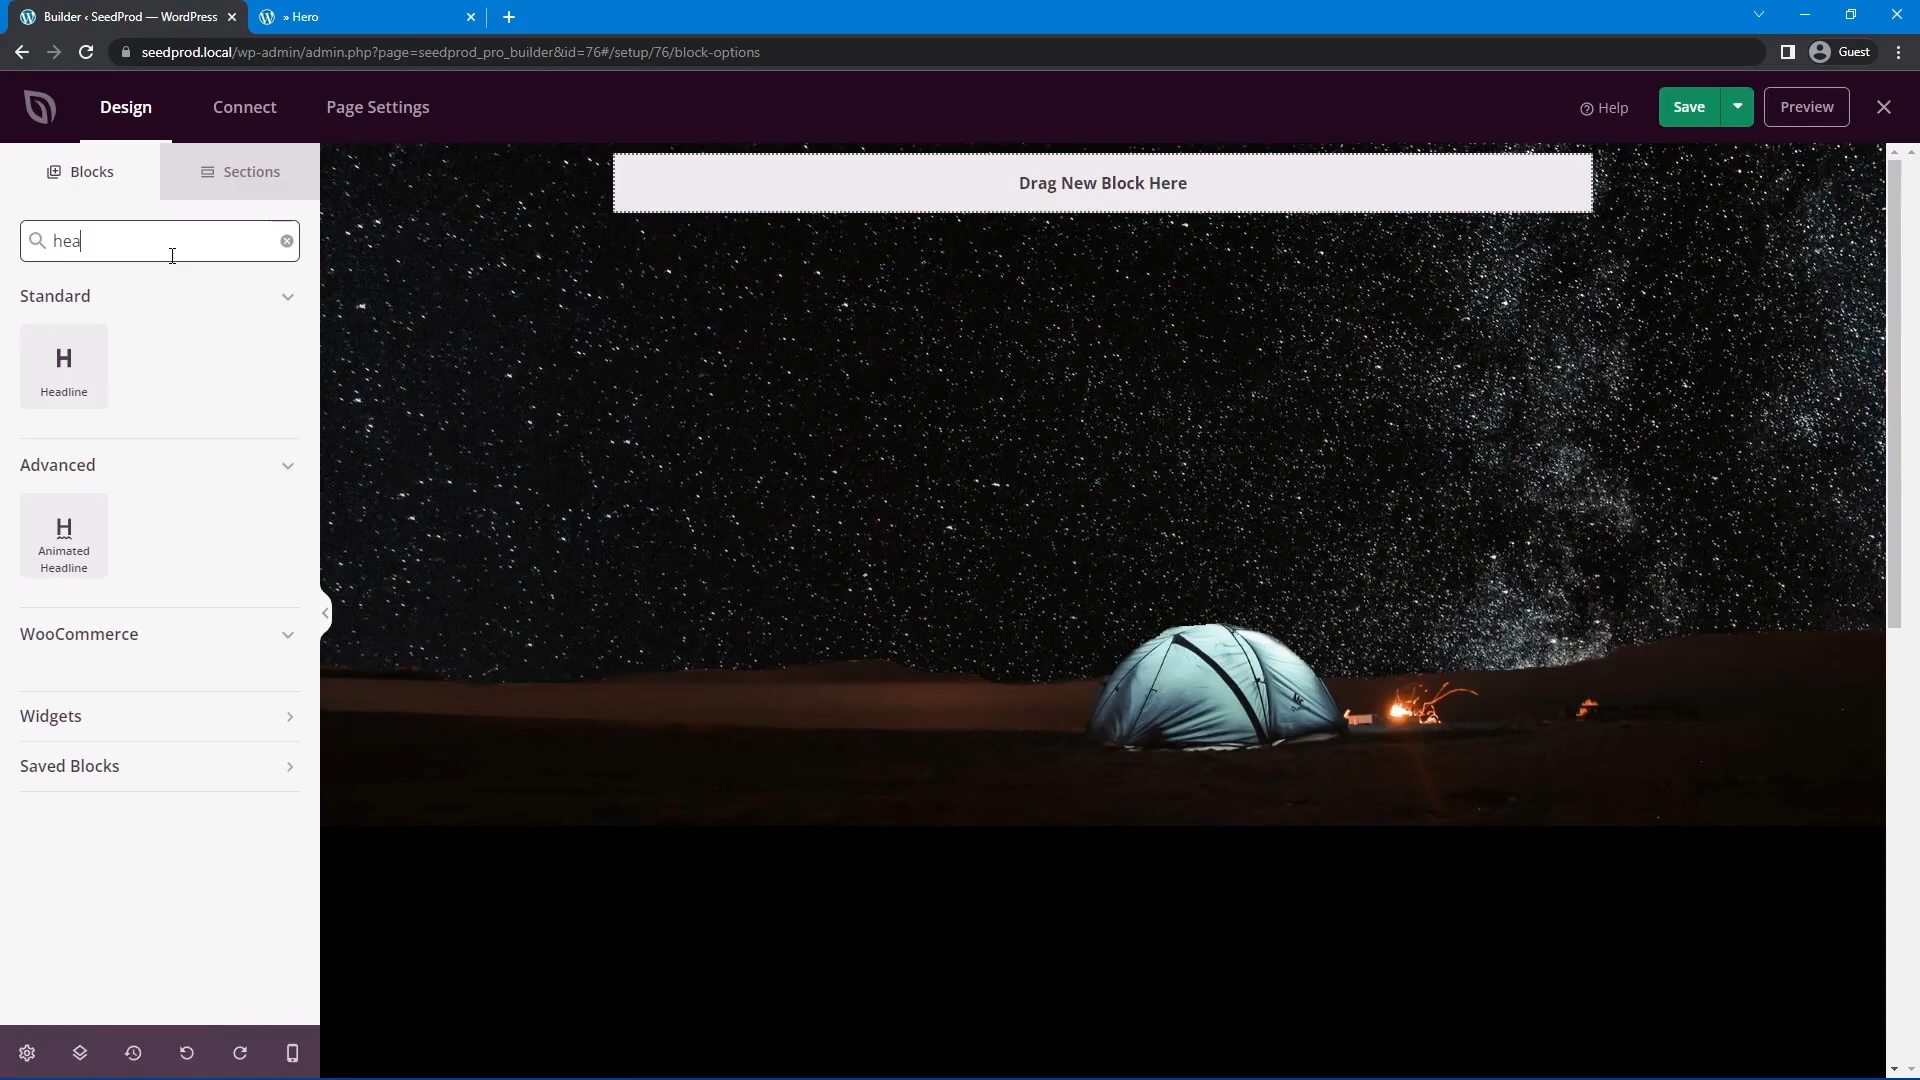 Builder ‹ SeedProd — WordPress
» Hero
seedprod.local/wp-admin/admin.php?page=seedprod_pro_builder&id=76#/setup/76/block-options
Guest
Design
Connect
Page Settings
Help
Save
Preview
Blocks
Sections
Drag New Block Here
hea
Standard
H
Headline
Advanced
H
Animated
Headline
WooCommerce
Widgets
Saved Blocks